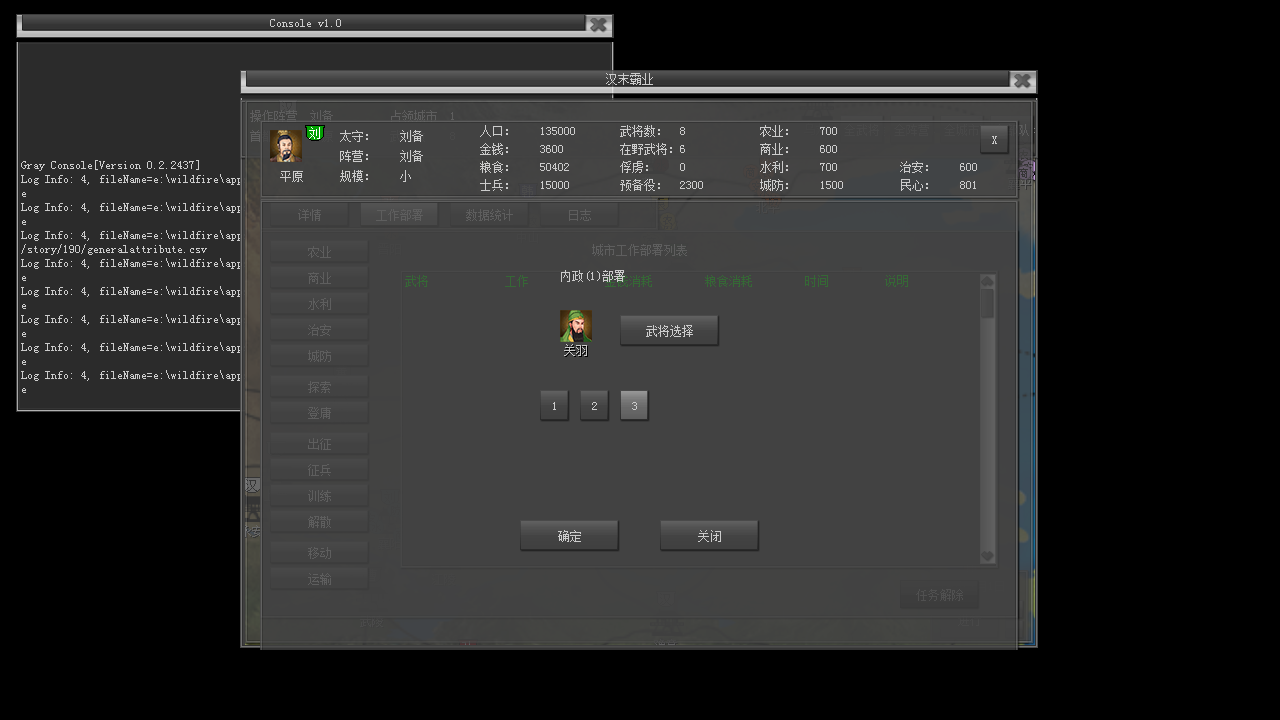 Console v1.0
Gray Console[Version 0.2.2437]
Log Info: 4, fileName=e:\wildfire\app
e
Log Info: 4, fileName=e:\wildfire\app
e
Log Info: 4, fileName=e:\wildfire\app
/story/190/generalattribute.csv
Log Info: 4, fileName=e:\wildfire\app
e
Log Info: 4, fileName=e:\wildfire\app
e
Log Info: 4, fileName=e:\wildfire\app
e
Log Info: 4, fileName=e:\wildfire\app
e
Log Info: 4, fileName=e:\wildfire\app
e
汉末霸业
操作阵营 刘备 占领城市 1
刘
平原
太守: 刘备
阵营: 刘备
规模: 小
人口: 135000 武将数: 8 农业: 700
金钱: 3600 在野武将: 6 商业: 600
粮食: 50402 俘虏: 0 水利: 700 治安: 600
士兵: 15000 预备役: 2300 城防: 1500 民心: 801
X
详情 工作部署 数据统计 日志
农业
商业
水利
治安
城防
探索
登庸
出征
征兵
训练
解散
移动
运输
城市工作部署列表
武将 工作 消耗 粮食消耗 时间 说明
内政(1)部署
关羽
武将选择
1 2 3
确定 关闭
任务解除